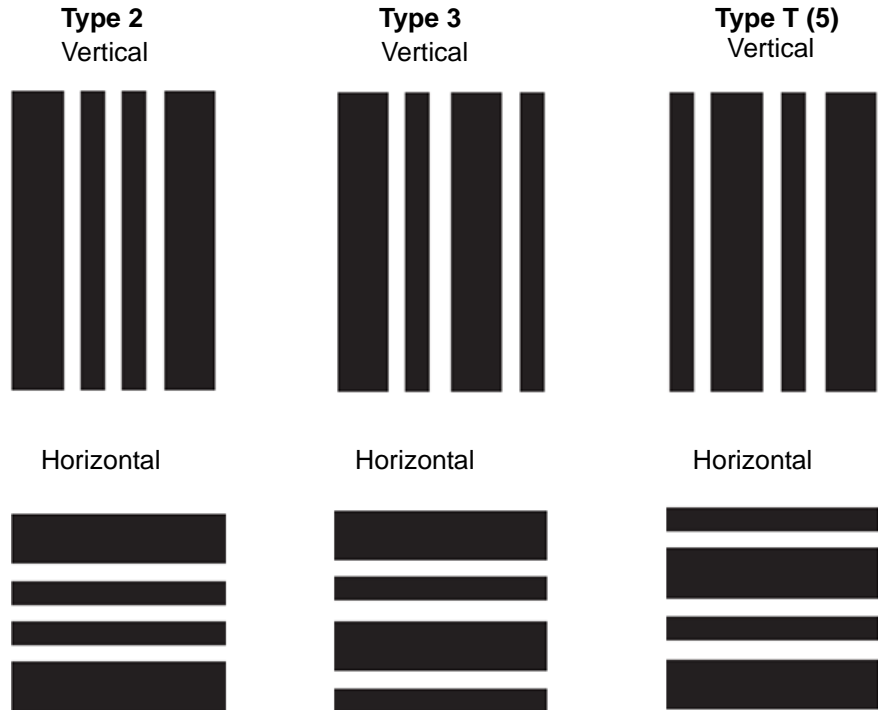 Type 2
Vertical
Type 3
Vertical
Type T (5)
Vertical
Horizontal
Horizontal
Horizontal